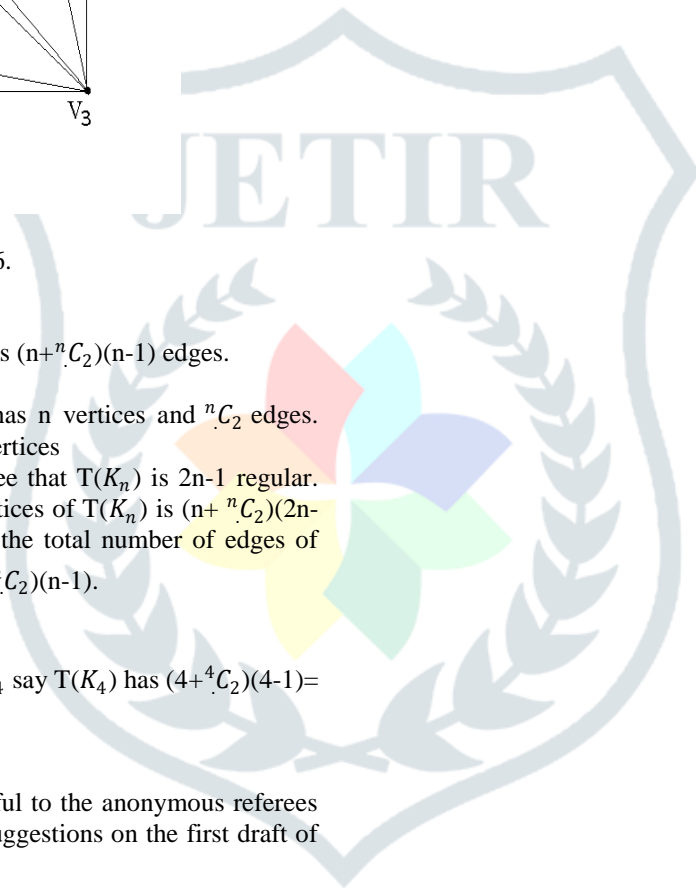 V3
JETIR
6.
s (n+ⁿC₂)(n-1) edges.
has n vertices and ⁿC₂ edges.
ertices
ee that T(Kₙ) is 2n-1 regular.
tices of T(Kₙ) is (n+ ⁿC₂)(2n-
the total number of edges of
C₂)(n-1).
4 say T(K₄) has (4+⁴C₂)(4-1)=
ful to the anonymous referees
uggestions on the first draft of